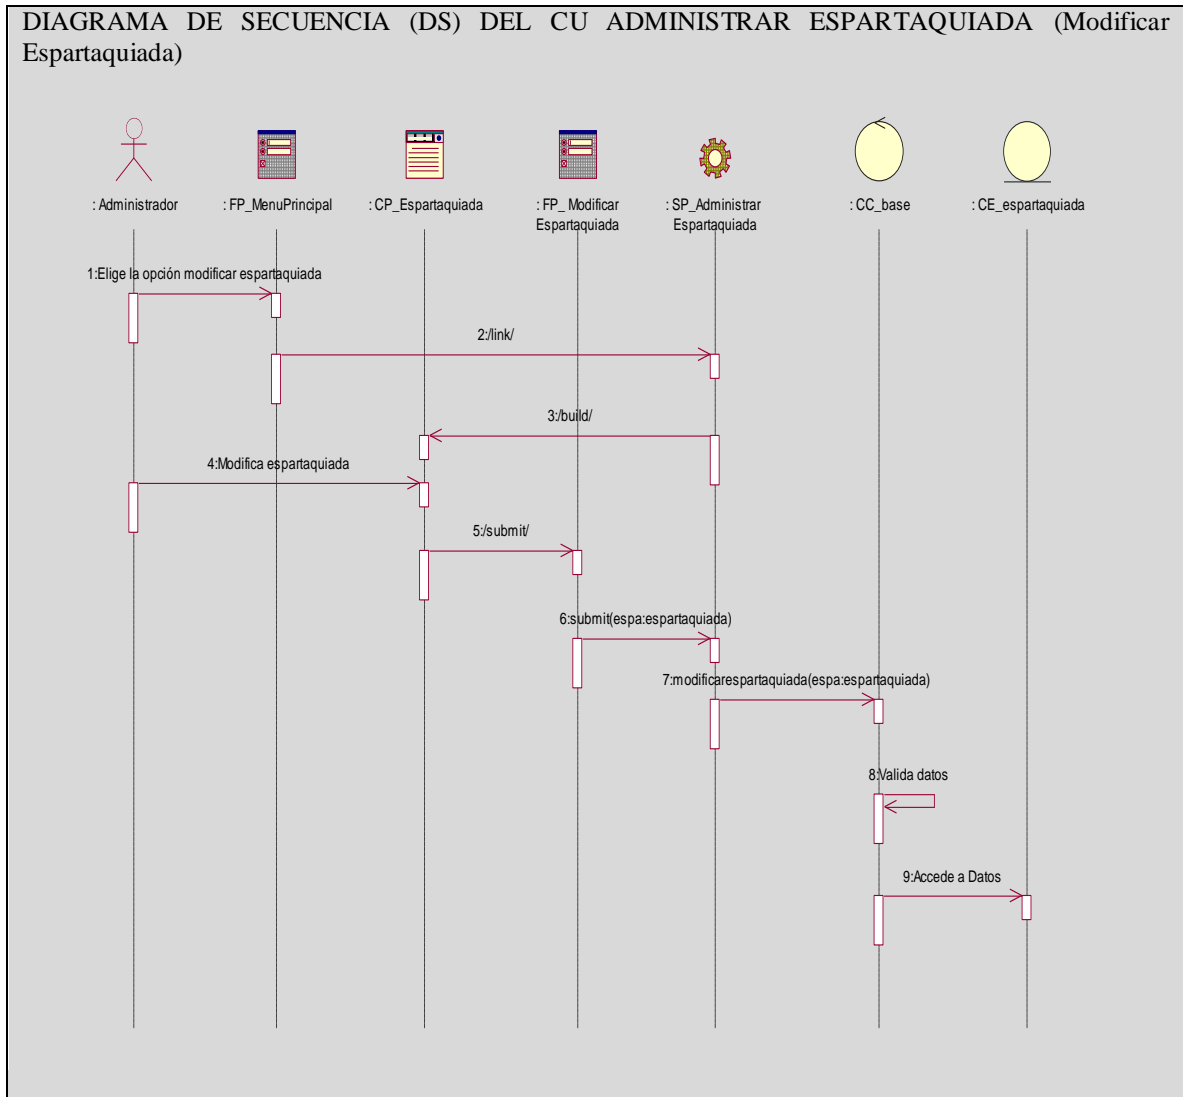 DIAGRAMA DE SECUENCIA (DS) DEL CU ADMINISTRAR ESPARTAQUIADA (Modificar
Espartaquiada)
: Administrador
: FP_MenuPrincipal
: CP_Espartaquiada
: FP_ Modificar
Espartaquiada
: SP_Administrar
Espartaquiada
: CC_base
: CE_espartaquiada
1:Elige la opción modificar espartaquiada
2:/link/
3:/build/
4:Modifica espartaquiada
5:/submit/
6:submit(espa:espartaquiada)
7:modificarespartaquiada(espa:espartaquiada)
8:Valida datos
9:Accede a Datos